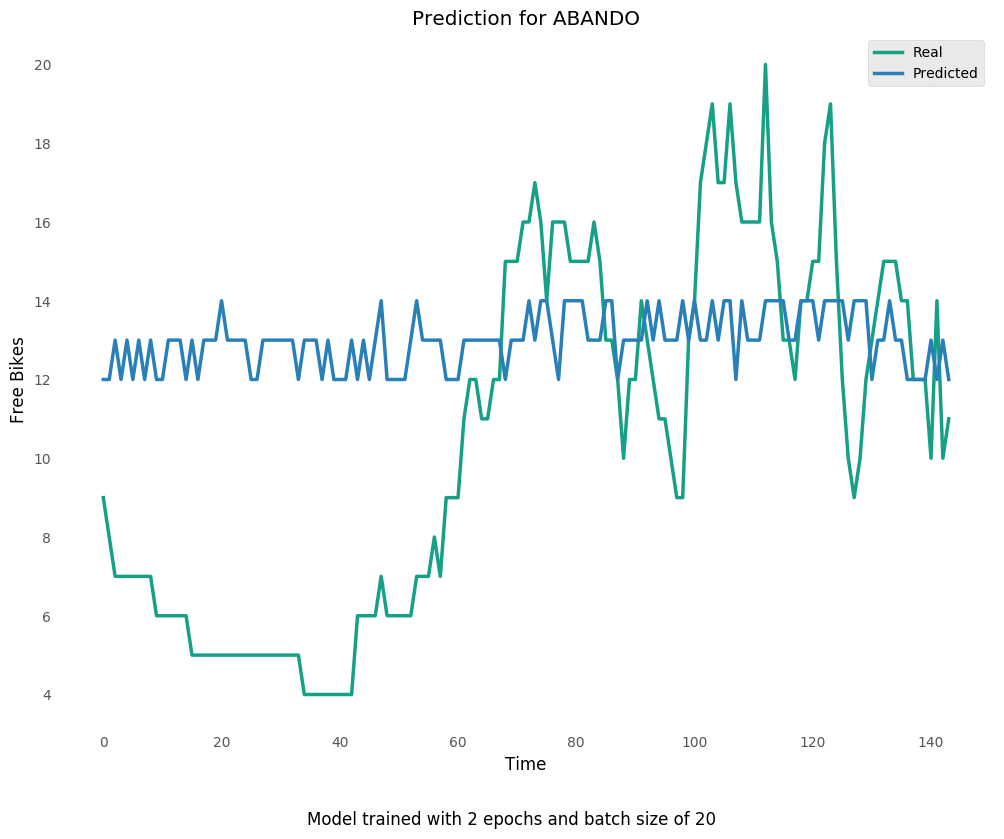 Prediction for ABANDO
Real
Predicted
20
18
16
14
12
10
8
6
4
Free Bikes
0 20 40 60 80 100 120 140
Time
Model trained with 2 epochs and batch size of 20